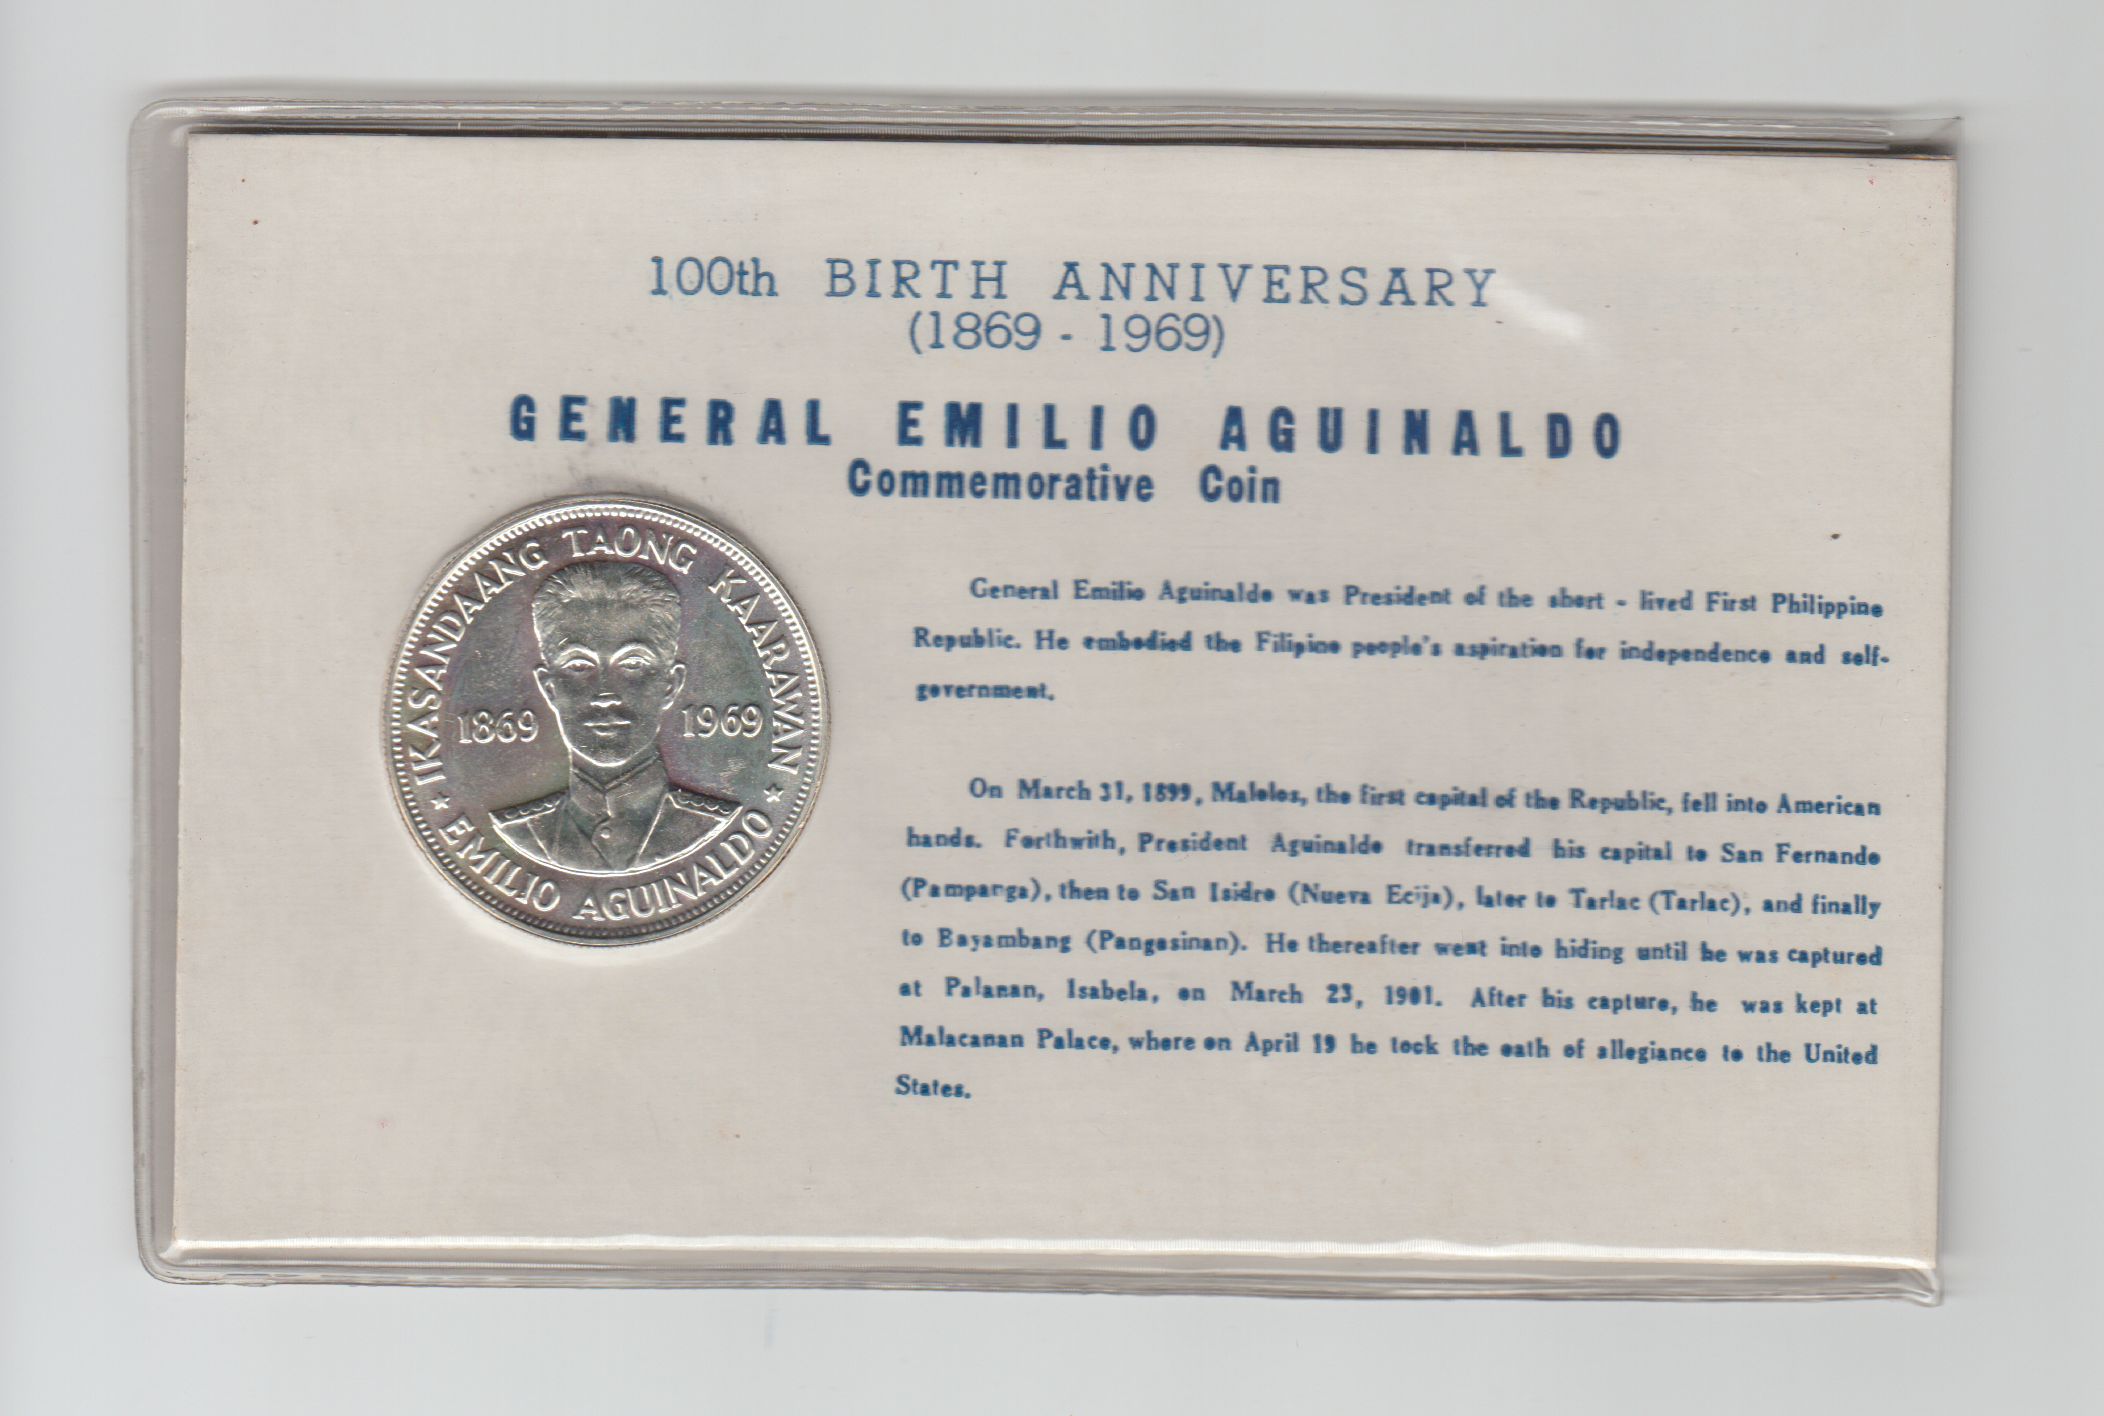 100th BIRTH ANNIVERSARY
(1869 - 1969)
GENERAL EMILIO AGUINALDO
Commemorative Coin
IKASANDAANG TAONG KAARAWAN
1869 1969
EMILIO AGUINALDO
General Emilio Aguinaldo was President of the short - lived First Philippine
Republic. He embodied the Filipino people's aspiration for independence and self-
government.
On March 31, 1899, Malolos, the first capital of the Republic, fell into American
hands. Forthwith, President Aguinaldo transferred his capital to San Fernando
(Pampanga), then to San Isidro (Nueva Ecija), later to Tarlac (Tarlac), and finally
to Bayambang (Pangasinan). He thereafter went into hiding until he was captured
at Palanan, Isabela, on March 23, 1901. After his capture, he was kept at
Malacanan Palace, where on April 19 he took the oath of allegiance to the United
States.